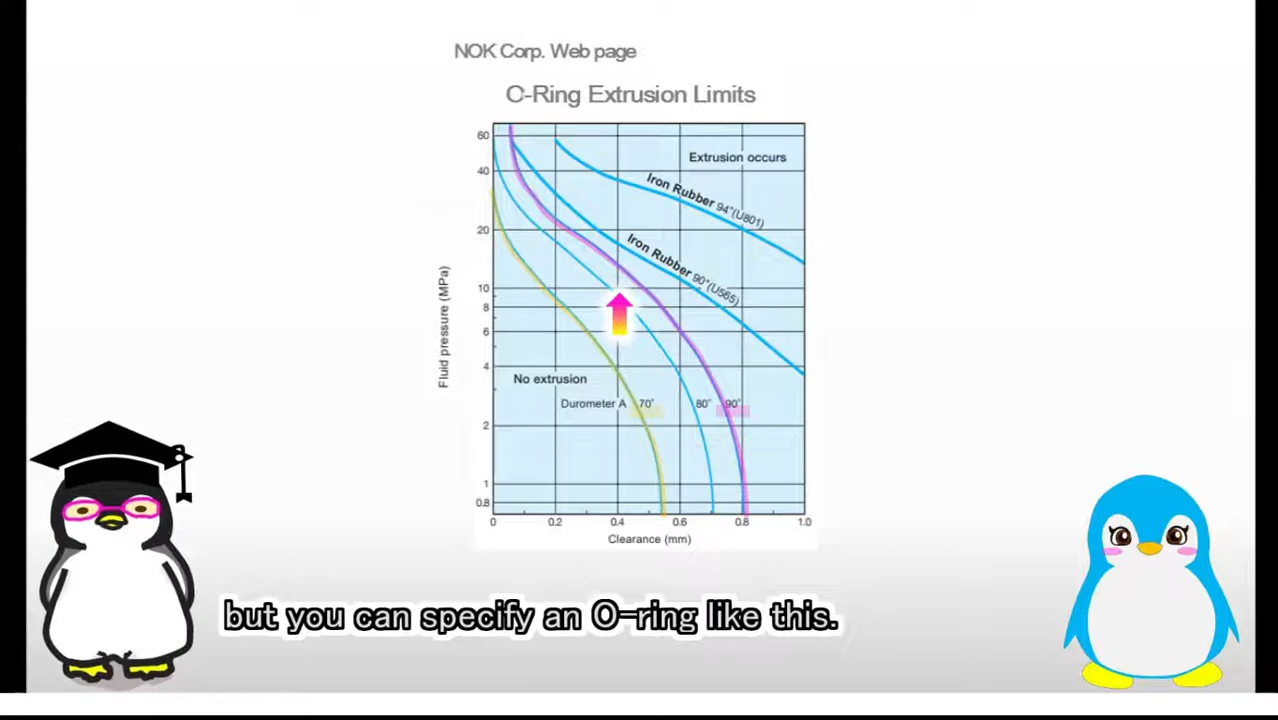 NOK Corp. Web page
O-Ring Extrusion Limits
60
40
20
10
8
6
4
2
1
0.8
Fluid pressure (MPa)
Extrusion occurs
Iron Rubber 94°(U801)
Iron Rubber 90°(U565)
No extrusion
Durometer A 70° 80° 90°
0 0.2 0.4 0.6 0.8 1.0
Clearance (mm)
but you can specify an O-ring like this.